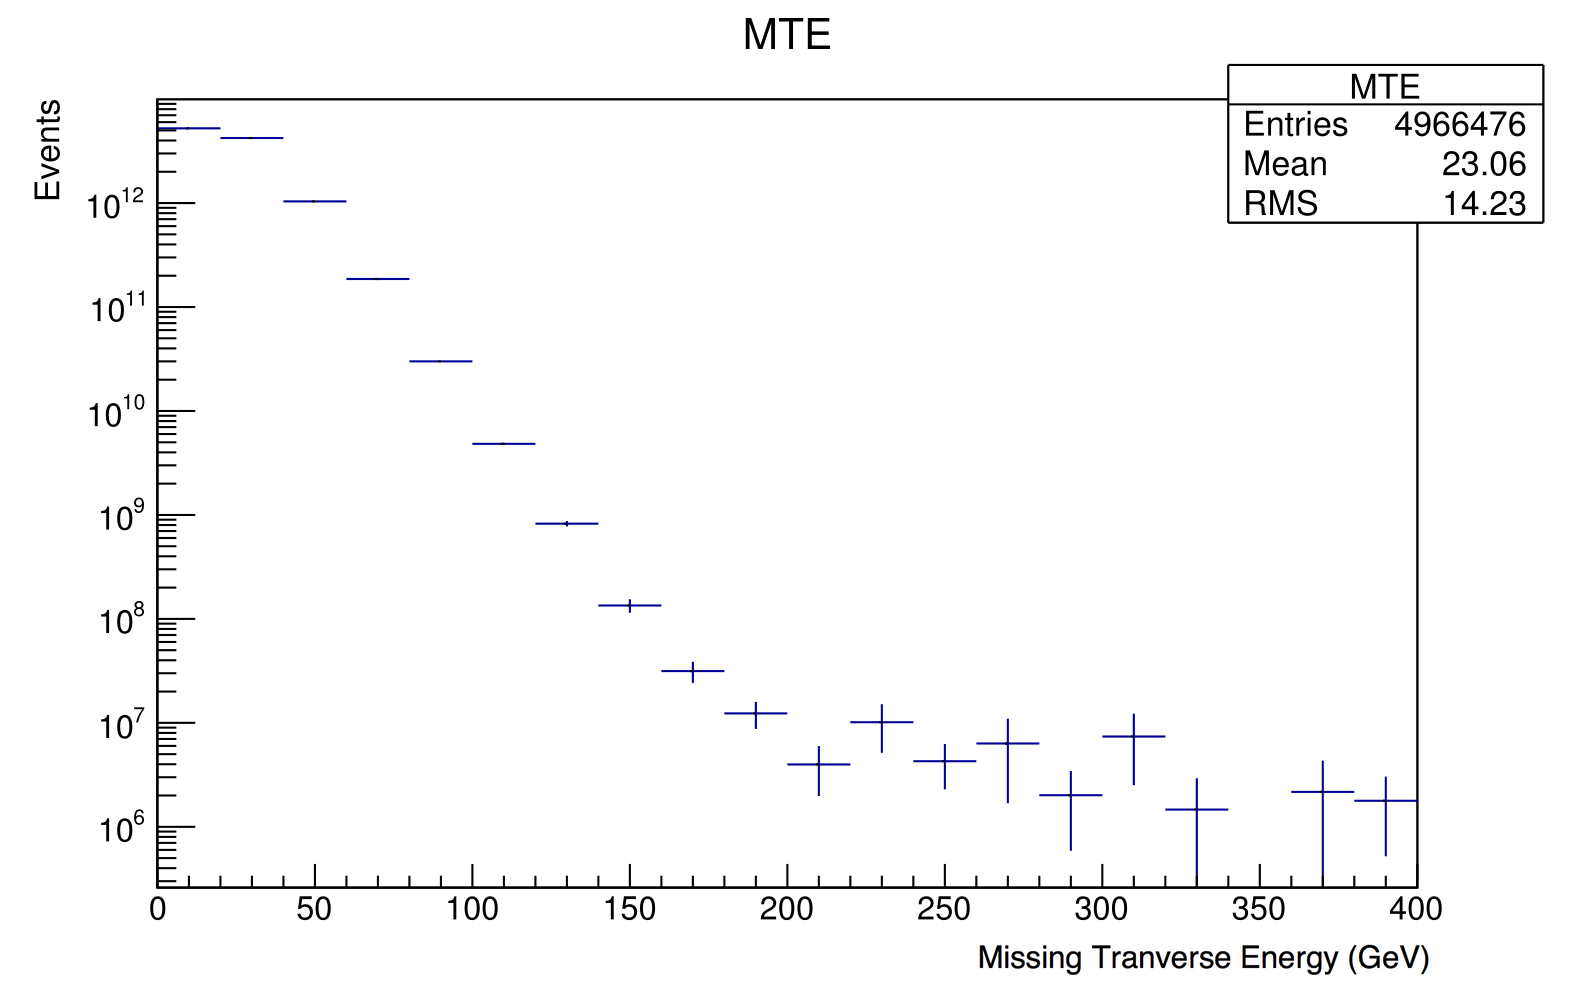 MTE
MTE
Entries 4966476
Mean 23.06
RMS 14.23
Events
10^12
10^11
10^10
10^9
10^8
10^7
10^6
0 50 100 150 200 250 300 350 400
Missing Tranverse Energy (GeV)